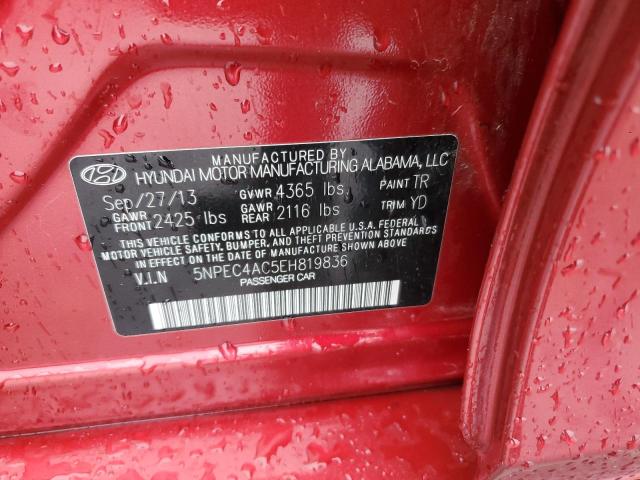 MANUFACTURED BY
HYUNDAI MOTOR MANUFACTURING ALABAMA, LLC
Sep/27/13 GVWR 4365 lbs PAINT TR
GAWR FRONT 2425 lbs GAWR REAR 2116 lbs TRIM YD
THIS VEHICLE CONFORMS TO ALL APPLICABLE U.S.A. FEDERAL
MOTOR VEHICLE SAFETY, BUMPER, AND THEFT PREVENTION STANDARDS
IN EFFECT ON THE DATE OF MANUFACTURE SHOWN ABOVE
V.I.N 5NPEC4AC5EH819836
PASSENGER CAR